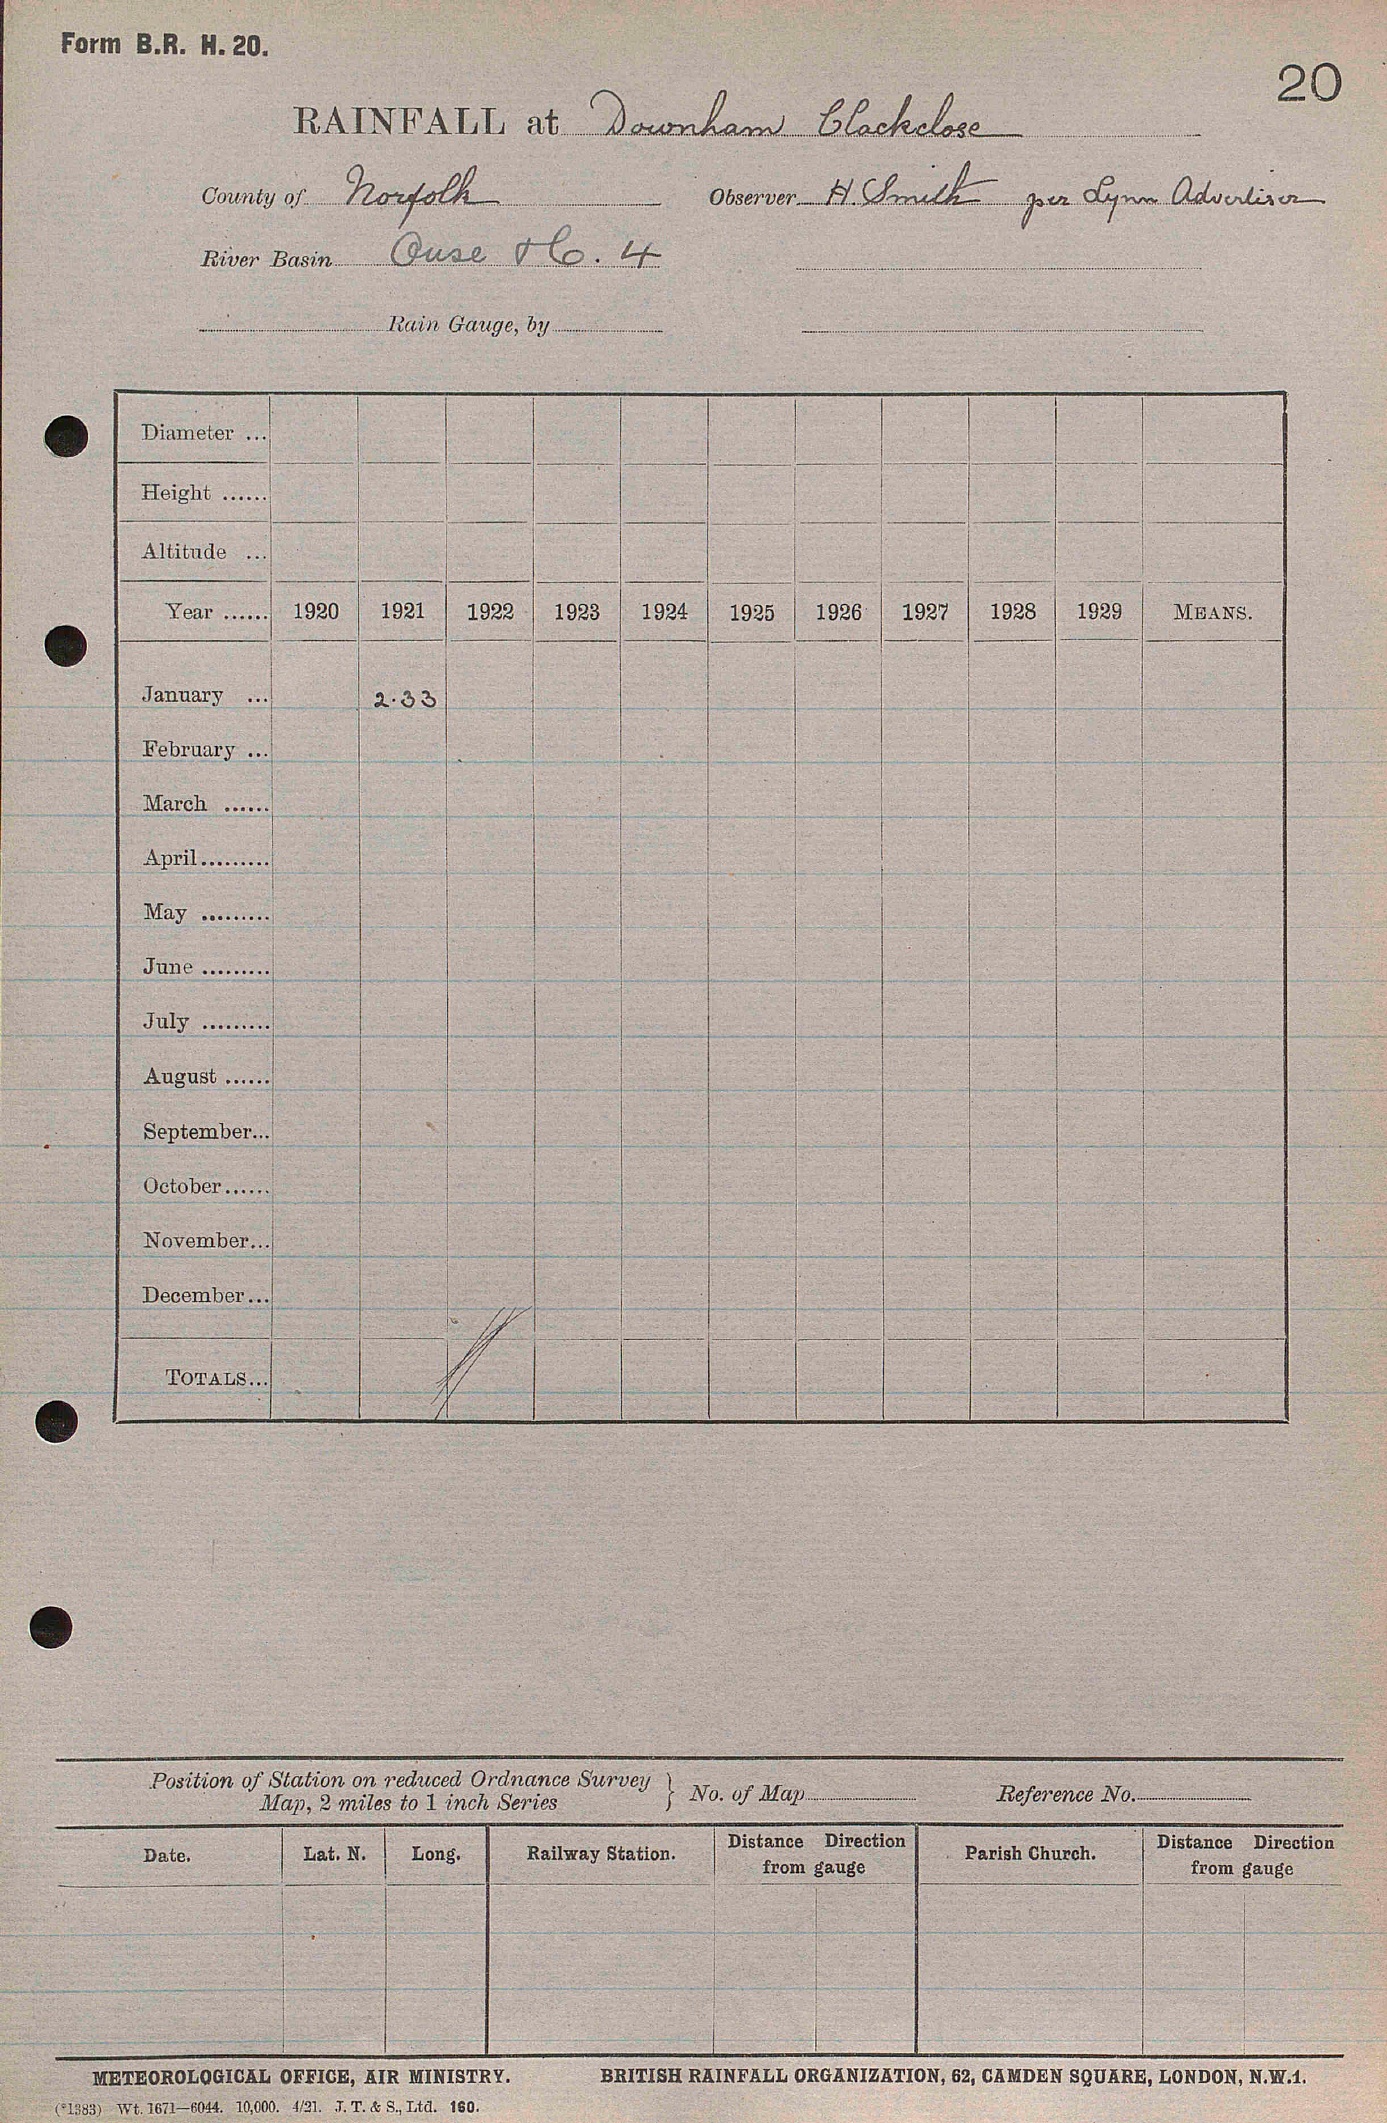 Form B.R. H. 20.
20
RAINFALL at Downham Clackclose
County of Norfolk Observer H. Smith per Lynn Advertiser
River Basin Ouse 4
Rain Gauge, by
Diameter ...
Height ......
Altitude ...
Year ...... 1920 1921 1922 1923 1924 1925 1926 1927 1928 1929 MEANS.
January ... 2.33
February ...
March ......
April.........
May .........
June .........
July .........
August ......
September...
October......
November...
December...
TOTALS...
Position of Station on reduced Ordnance Survey
Map, 2 miles to 1 inch Series } No. of Map Reference No.
Date. Lat. N. Long. Railway Station. Distance Direction from gauge Parish Church. Distance Direction from gauge
METEOROLOGICAL OFFICE, AIR MINISTRY. BRITISH RAINFALL ORGANIZATION, 62, CAMDEN SQUARE, LONDON, N.W.1.
(*1383) Wt. 1671—6044. 10,000. 4/21. J. T. & S., Ltd. 160.